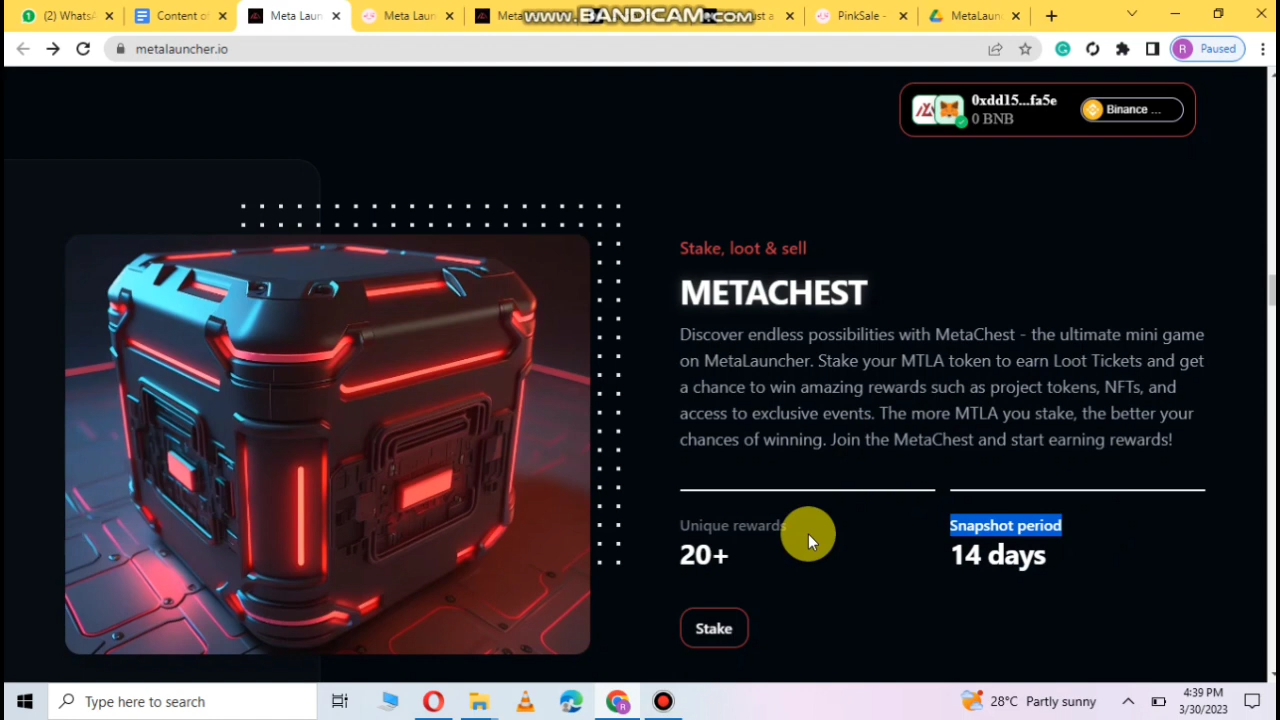 (2) WhatsA
Content of
Meta Laun
Meta Laun
Met
www.BANDICAM.com
ust a
PinkSale -
MetaLaun
metalauncher.io
R
Paused
0xdd15...fa5e
0 BNB
Binance ...
Stake, loot & sell
METACHEST
Discover endless possibilities with MetaChest - the ultimate mini game
on MetaLauncher. Stake your MTLA token to earn Loot Tickets and get
a chance to win amazing rewards such as project tokens, NFTs, and
access to exclusive events. The more MTLA you stake, the better your
chances of winning. Join the MetaChest and start earning rewards!
Unique rewards
20+
Snapshot period
14 days
Stake
Type here to search
28°C Partly sunny
4:39 PM
3/30/2023